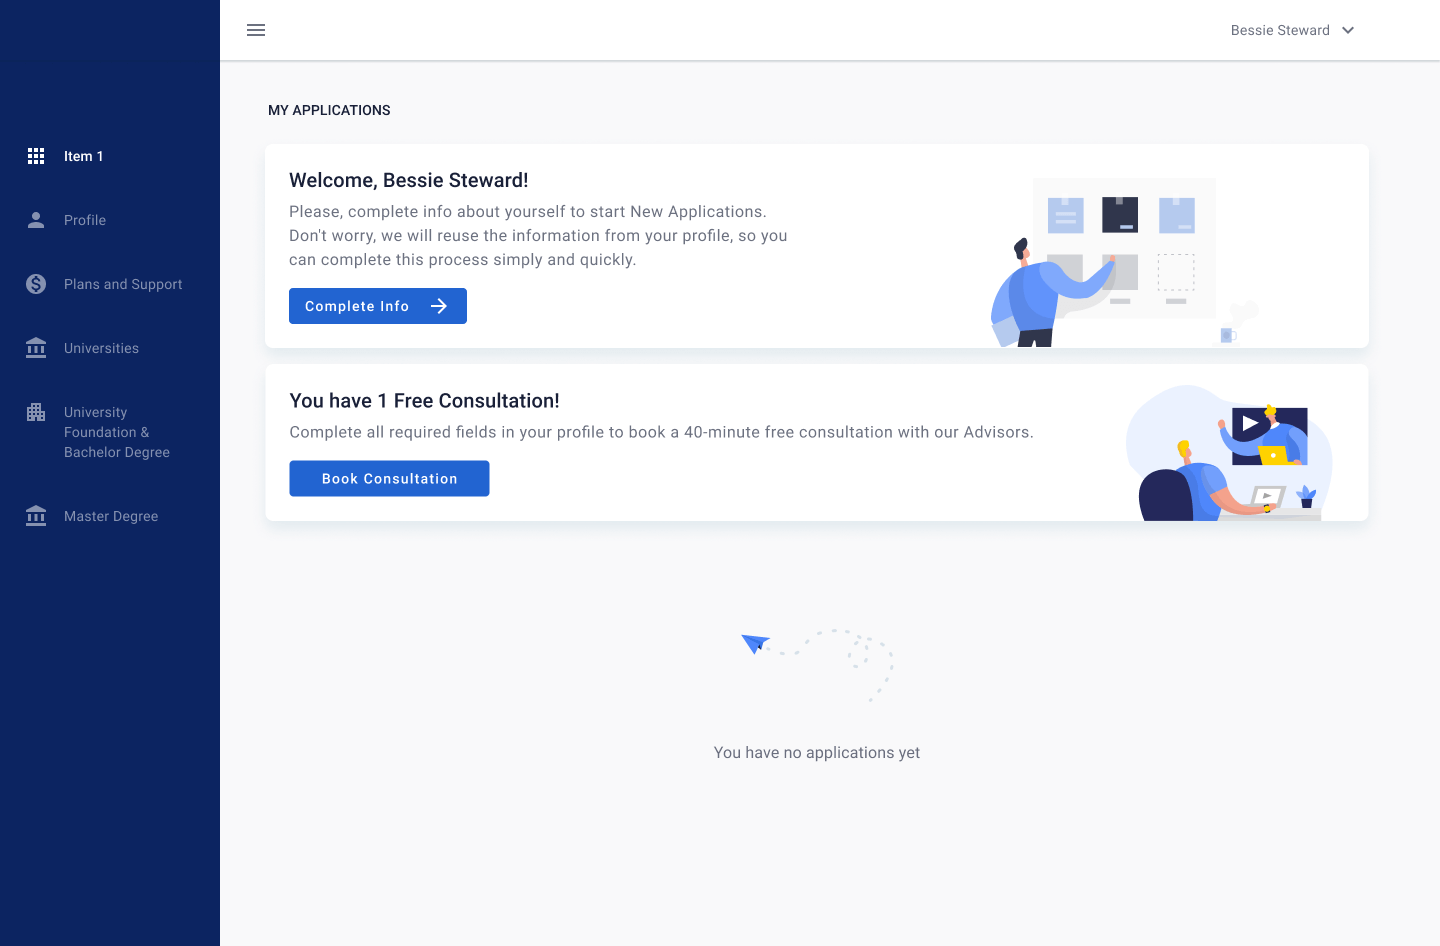 Bessie Steward
Item 1
Profile
Plans and Support
Universities
University
Foundation &
Bachelor Degree
Master Degree
MY APPLICATIONS
Welcome, Bessie Steward!
Please, complete info about yourself to start New Applications.
Don't worry, we will reuse the information from your profile, so you
can complete this process simply and quickly.
Complete Info
You have 1 Free Consultation!
Complete all required fields in your profile to book a 40-minute free consultation with our Advisors.
Book Consultation
You have no applications yet